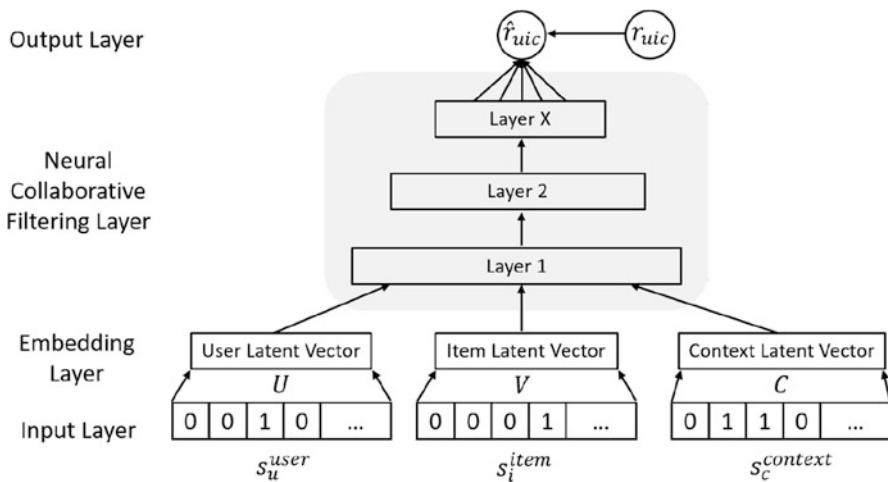 Output Layer
r̂_uic
r_uic
Layer X
Neural
Collaborative
Filtering Layer
Layer 2
Layer 1
Embedding
Layer
User Latent Vector
Item Latent Vector
Context Latent Vector
U
V
C
Input Layer
0 0 1 0 ...
0 0 0 1 ...
0 1 1 0 ...
s_u^user
s_i^item
s_c^context